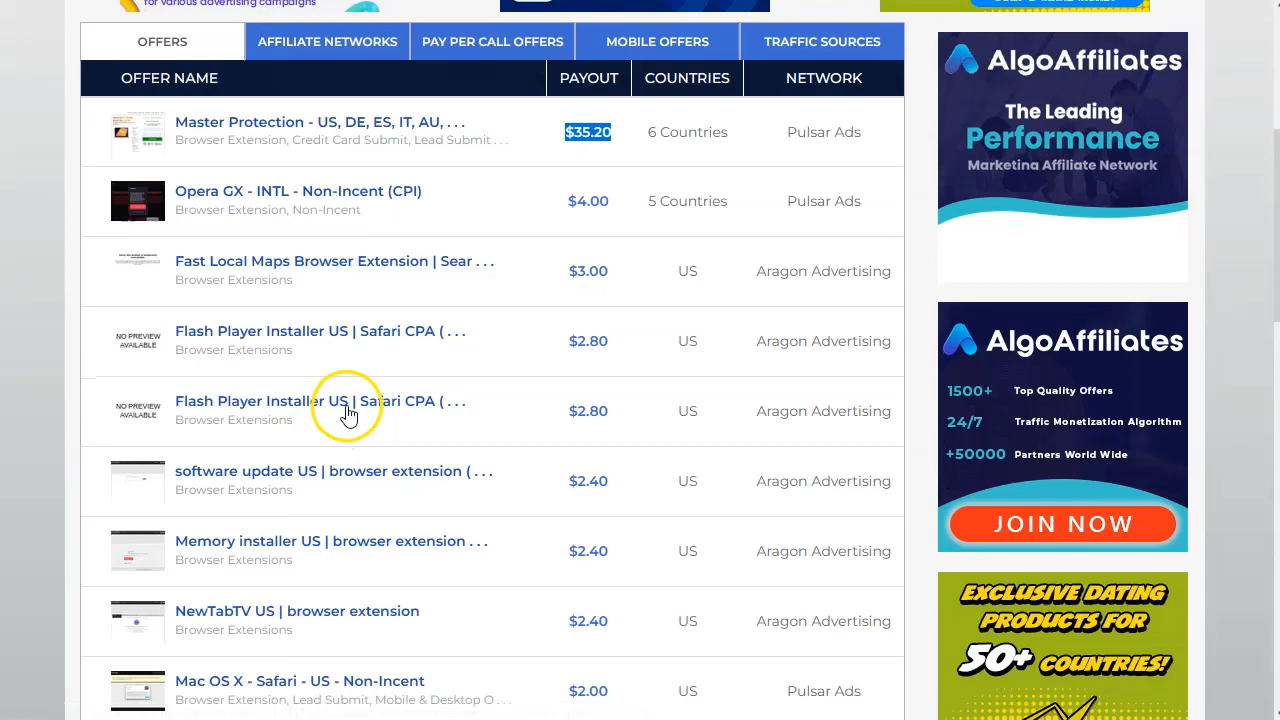 for various advertising campaigns
OFFERS
AFFILIATE NETWORKS
PAY PER CALL OFFERS
MOBILE OFFERS
TRAFFIC SOURCES
OFFER NAME
PAYOUT
COUNTRIES
NETWORK
Master Protection - US, DE, ES, IT, AU, . . .
Browser Extension, Credit Card Submit, Lead Submit . . .
$35.20
6 Countries
Pulsar Ads
Opera GX - INTL - Non-Incent (CPI)
Browser Extension, Non-Incent
$4.00
5 Countries
Pulsar Ads
Fast Local Maps Browser Extension | Sear . . .
Browser Extensions
$3.00
US
Aragon Advertising
NO PREVIEW
AVAILABLE
Flash Player Installer US | Safari CPA ( . . .
Browser Extensions
$2.80
US
Aragon Advertising
NO PREVIEW
AVAILABLE
Flash Player Installer US | Safari CPA ( . . .
Browser Extensions
$2.80
US
Aragon Advertising
software update US | browser extension ( . . .
Browser Extensions
$2.40
US
Aragon Advertising
Memory installer US | browser extension . . .
Browser Extensions
$2.40
US
Aragon Advertising
NewTabTV US | browser extension
Browser Extensions
$2.40
US
Aragon Advertising
Mac OS X - Safari - US - Non-Incent
Browser Extension, Lead Submit, Mobile & Desktop O . . .
$2.00
US
Pulsar Ads
AlgoAffiliates
The Leading
Performance
Marketing Affiliate Network
AlgoAffiliates
1500+ Top Quality Offers
24/7 Traffic Monetization Algorithm
+50000 Partners World Wide
JOIN NOW
EXCLUSIVE DATING
PRODUCTS FOR
50+ COUNTRIES!